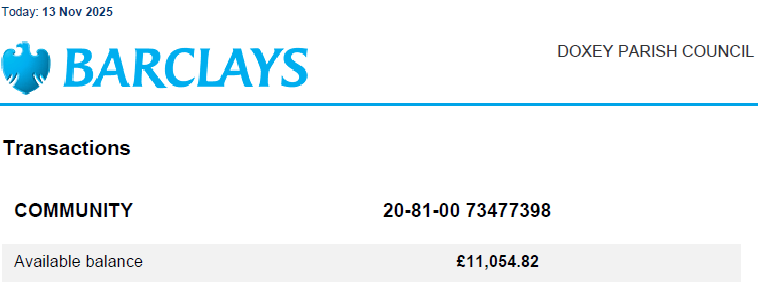 Today: 13 Nov 2025
BARCLAYS
DOXEY PARISH COUNCIL
Transactions
COMMUNITY 20-81-00 73477398
Available balance £11,054.82